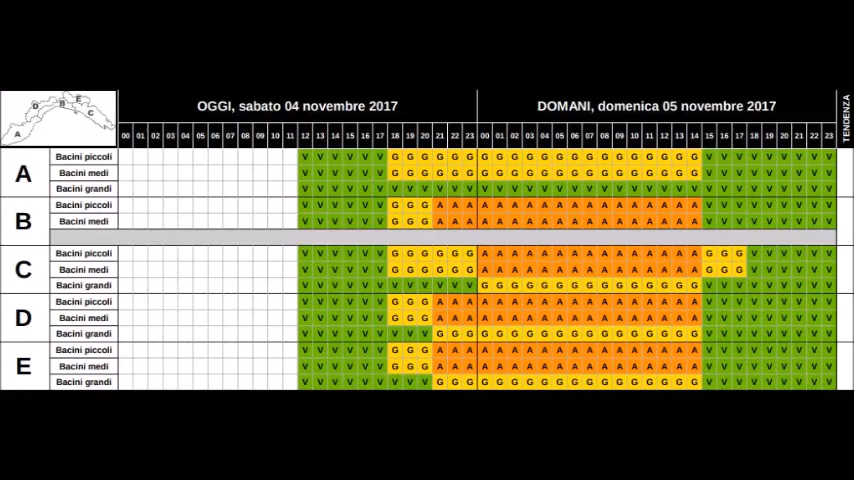 OGGI, sabato 04 novembre 2017 DOMANI, domenica 05 novembre 2017 TENDENZA
A B C D E
00 01 02 03 04 05 06 07 08 09 10 11 12 13 14 15 16 17 18 19 20 21 22 23 00 01 02 03 04 05 06 07 08 09 10 11 12 13 14 15 16 17 18 19 20 21 22 23
A
Bacini piccoli V V V V V V G G G G G G G G G G G G G G G G G G G G G V V V V V V V V V
Bacini medi V V V V V V G G G G G G G G G G G G G G G G G G G G G V V V V V V V V V
Bacini grandi V V V V V V V V V V V V V V V V V V V V V V V V V V V V V V V V V V V V
B
Bacini piccoli V V V V V V G G G A A A A A A A A A A A A A A A A A A V V V V V V V V V
Bacini medi V V V V V V G G G A A A A A A A A A A A A A A A A A A V V V V V V V V V
C
Bacini piccoli V V V V V V G G G G G G A A A A A A A A A A A A A A A G G G V V V V V V
Bacini medi V V V V V V G G G G G G A A A A A A A A A A A A A A A G G G V V V V V V
Bacini grandi V V V V V V V V V V V V G G G G G G G G G G G G G G G V V V V V V V V V
D
Bacini piccoli V V V V V V G G G A A A A A A A A A A A A A A A A A A V V V V V V V V V
Bacini medi V V V V V V G G G A A A A A A A A A A A A A A A A A A V V V V V V V V V
Bacini grandi V V V V V V V V V G G G G G G G G G G G G G G G G G G V V V V V V V V V
E
Bacini piccoli V V V V V V G G G A A A A A A A A A A A A A A A A A A V V V V V V V V V
Bacini medi V V V V V V G G G A A A A A A A A A A A A A A A A A A V V V V V V V V V
Bacini grandi V V V V V V V V V G G G G G G G G G G G G G G G G G G V V V V V V V V V